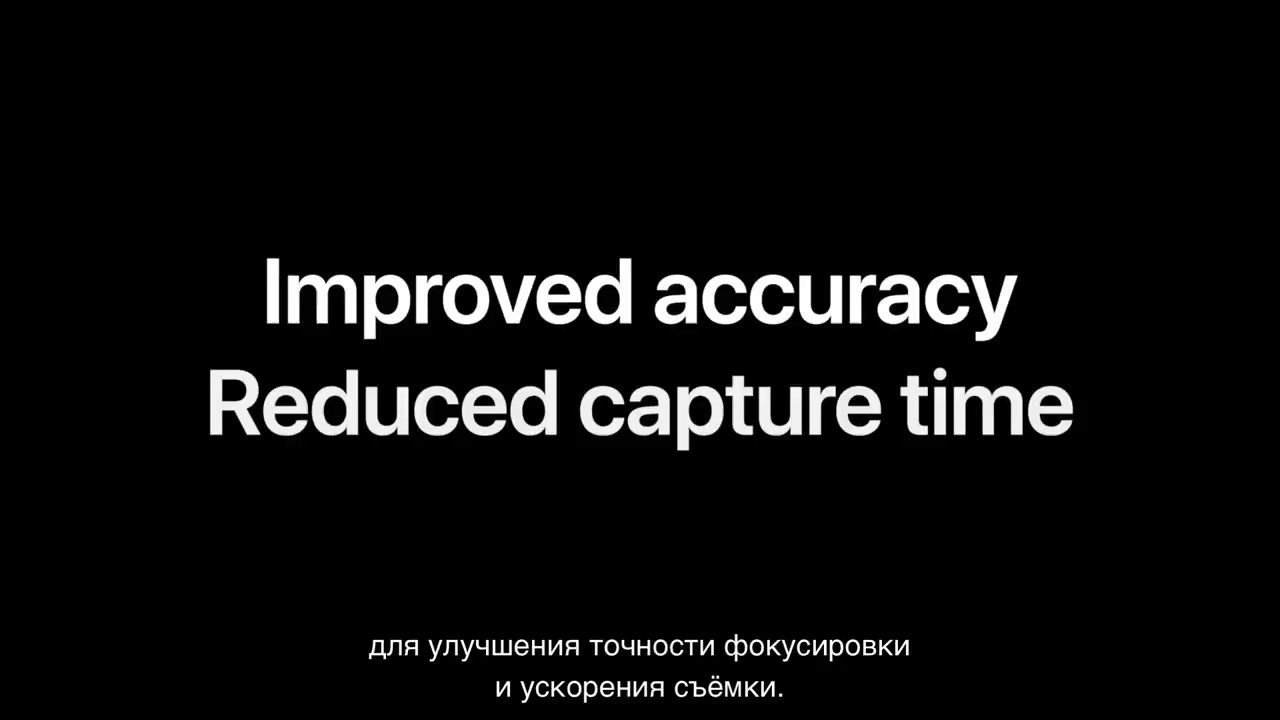 Improved accuracy
Reduced capture time
для улучшения точности фокусировки
и ускорения съёмки.